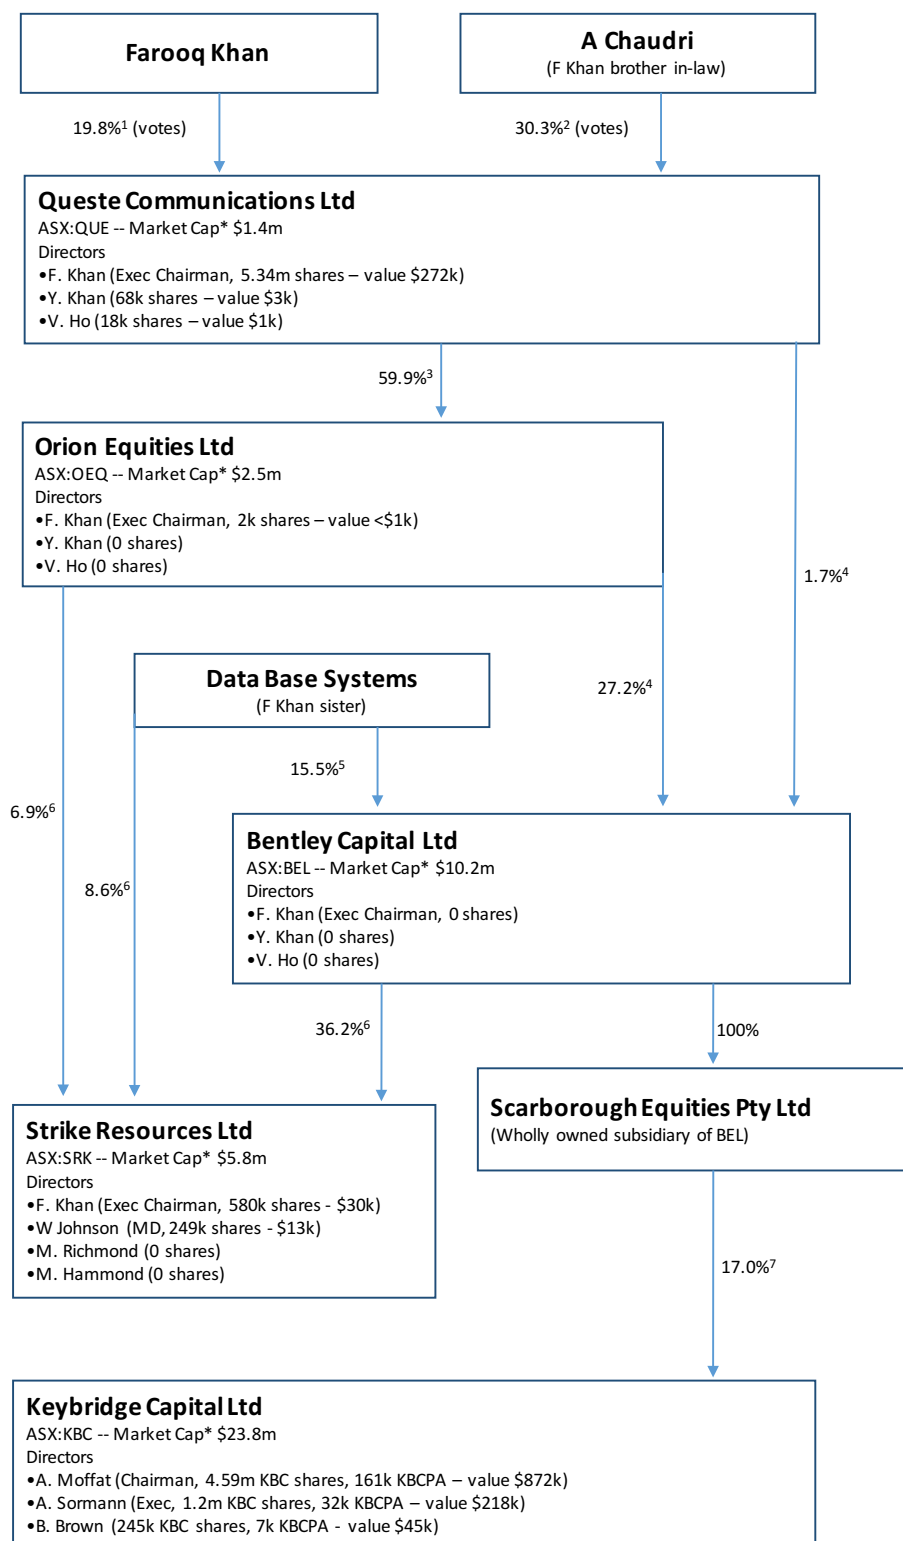 Farooq Khan
A Chaudri
(F Khan brother in-law)
19.8%¹ (votes)
30.3%² (votes)
Queste Communications Ltd
ASX:QUE -- Market Cap* $1.4m
Directors
•F. Khan (Exec Chairman, 5.34m shares – value $272k)
•Y. Khan (68k shares – value $3k)
•V. Ho (18k shares – value $1k)
59.9%³
Orion Equities Ltd
ASX:OEQ -- Market Cap* $2.5m
Directors
•F. Khan (Exec Chairman, 2k shares – value <$1k)
•Y. Khan (0 shares)
•V. Ho (0 shares)
1.7%⁴
Data Base Systems
(F Khan sister)
27.2%⁴
15.5%⁵
6.9%⁶
Bentley Capital Ltd
ASX:BEL -- Market Cap* $10.2m
Directors
•F. Khan (Exec Chairman, 0 shares)
•Y. Khan (0 shares)
•V. Ho (0 shares)
8.6%⁶
36.2%⁶
100%
Scarborough Equities Pty Ltd
(Wholly owned subsidiary of BEL)
Strike Resources Ltd
ASX:SRK -- Market Cap* $5.8m
Directors
•F. Khan (Exec Chairman, 580k shares - $30k)
•W Johnson (MD, 249k shares - $13k)
•M. Richmond (0 shares)
•M. Hammond (0 shares)
17.0%⁷
Keybridge Capital Ltd
ASX:KBC -- Market Cap* $23.8m
Directors
•A. Moffat (Chairman, 4.59m KBC shares, 161k KBCPA – value $872k)
•A. Sormann (Exec, 1.2m KBC shares, 32k KBCPA – value $218k)
•B. Brown (245k KBC shares, 7k KBCPA - value $45k)